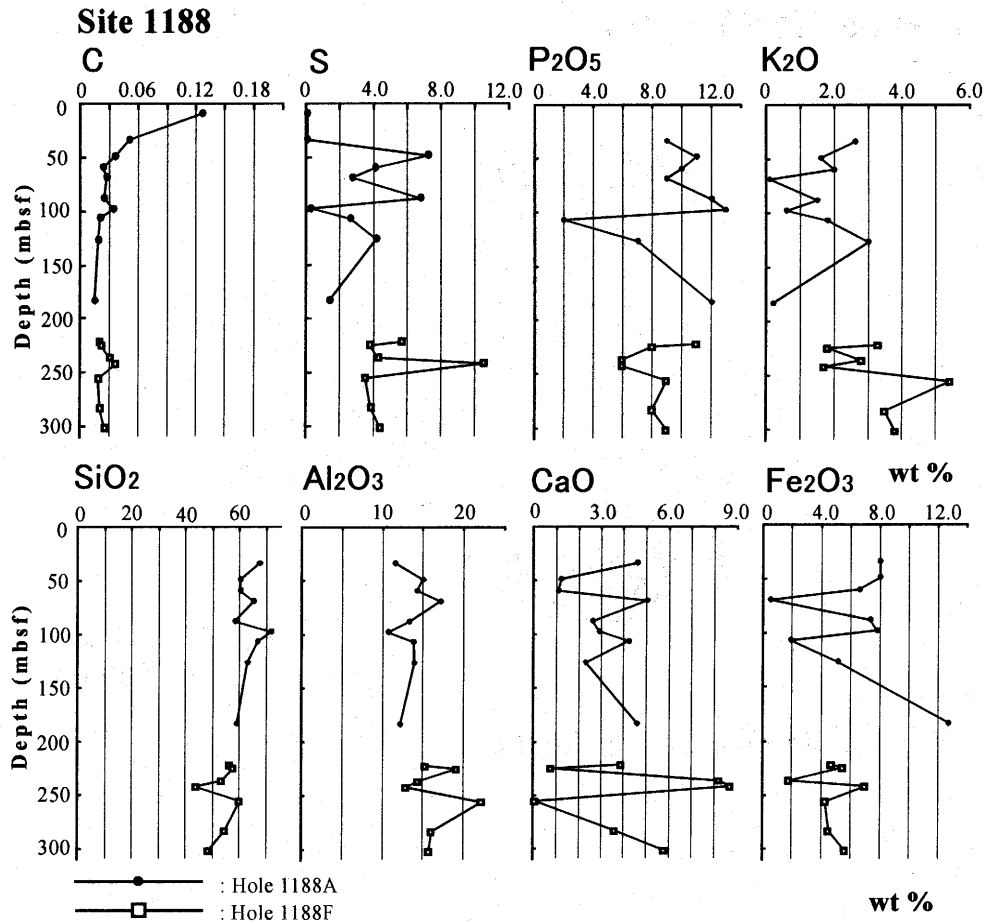 Site 1188
C S P2O5 K2O
0 0.06 0.12 0.18 0 4.0 8.0 12.0 0 4.0 8.0 12.0 0 2.0 4.0 6.0
0
50
100
150
200
250
300
Depth (mbsf)
wt %
SiO2 Al2O3 CaO Fe2O3
0 20 40 60 0 10 20 0 3.0 6.0 9.0 0 4.0 8.0 12.0
0
50
100
150
200
250
300
Depth (mbsf)
: Hole 1188A
: Hole 1188F
wt %